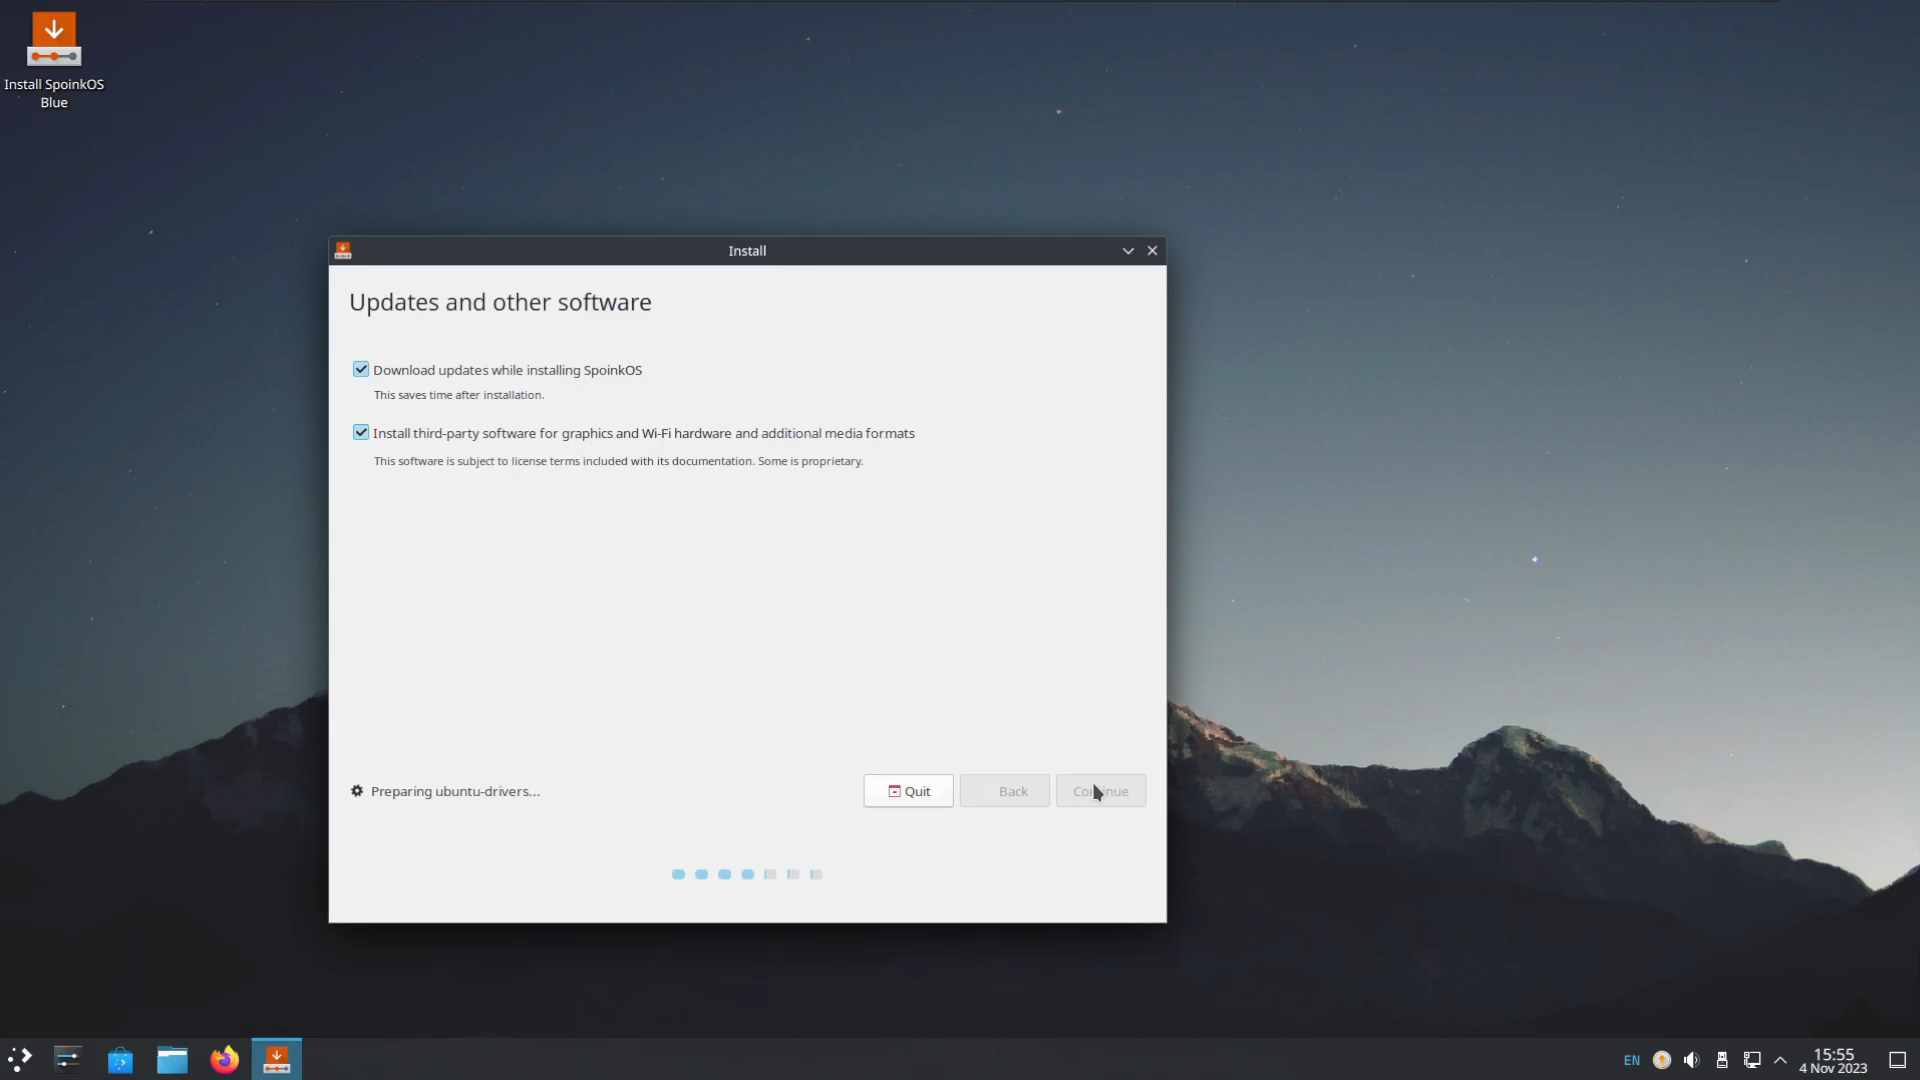 Install SpoinkOS
Blue
Install
Updates and other software
Download updates while installing SpoinkOS
This saves time after installation.
Install third-party software for graphics and Wi-Fi hardware and additional media formats
This software is subject to license terms included with its documentation. Some is proprietary.
Preparing ubuntu-drivers...
Quit
Back
Continue
EN
15:55
4 Nov 2023